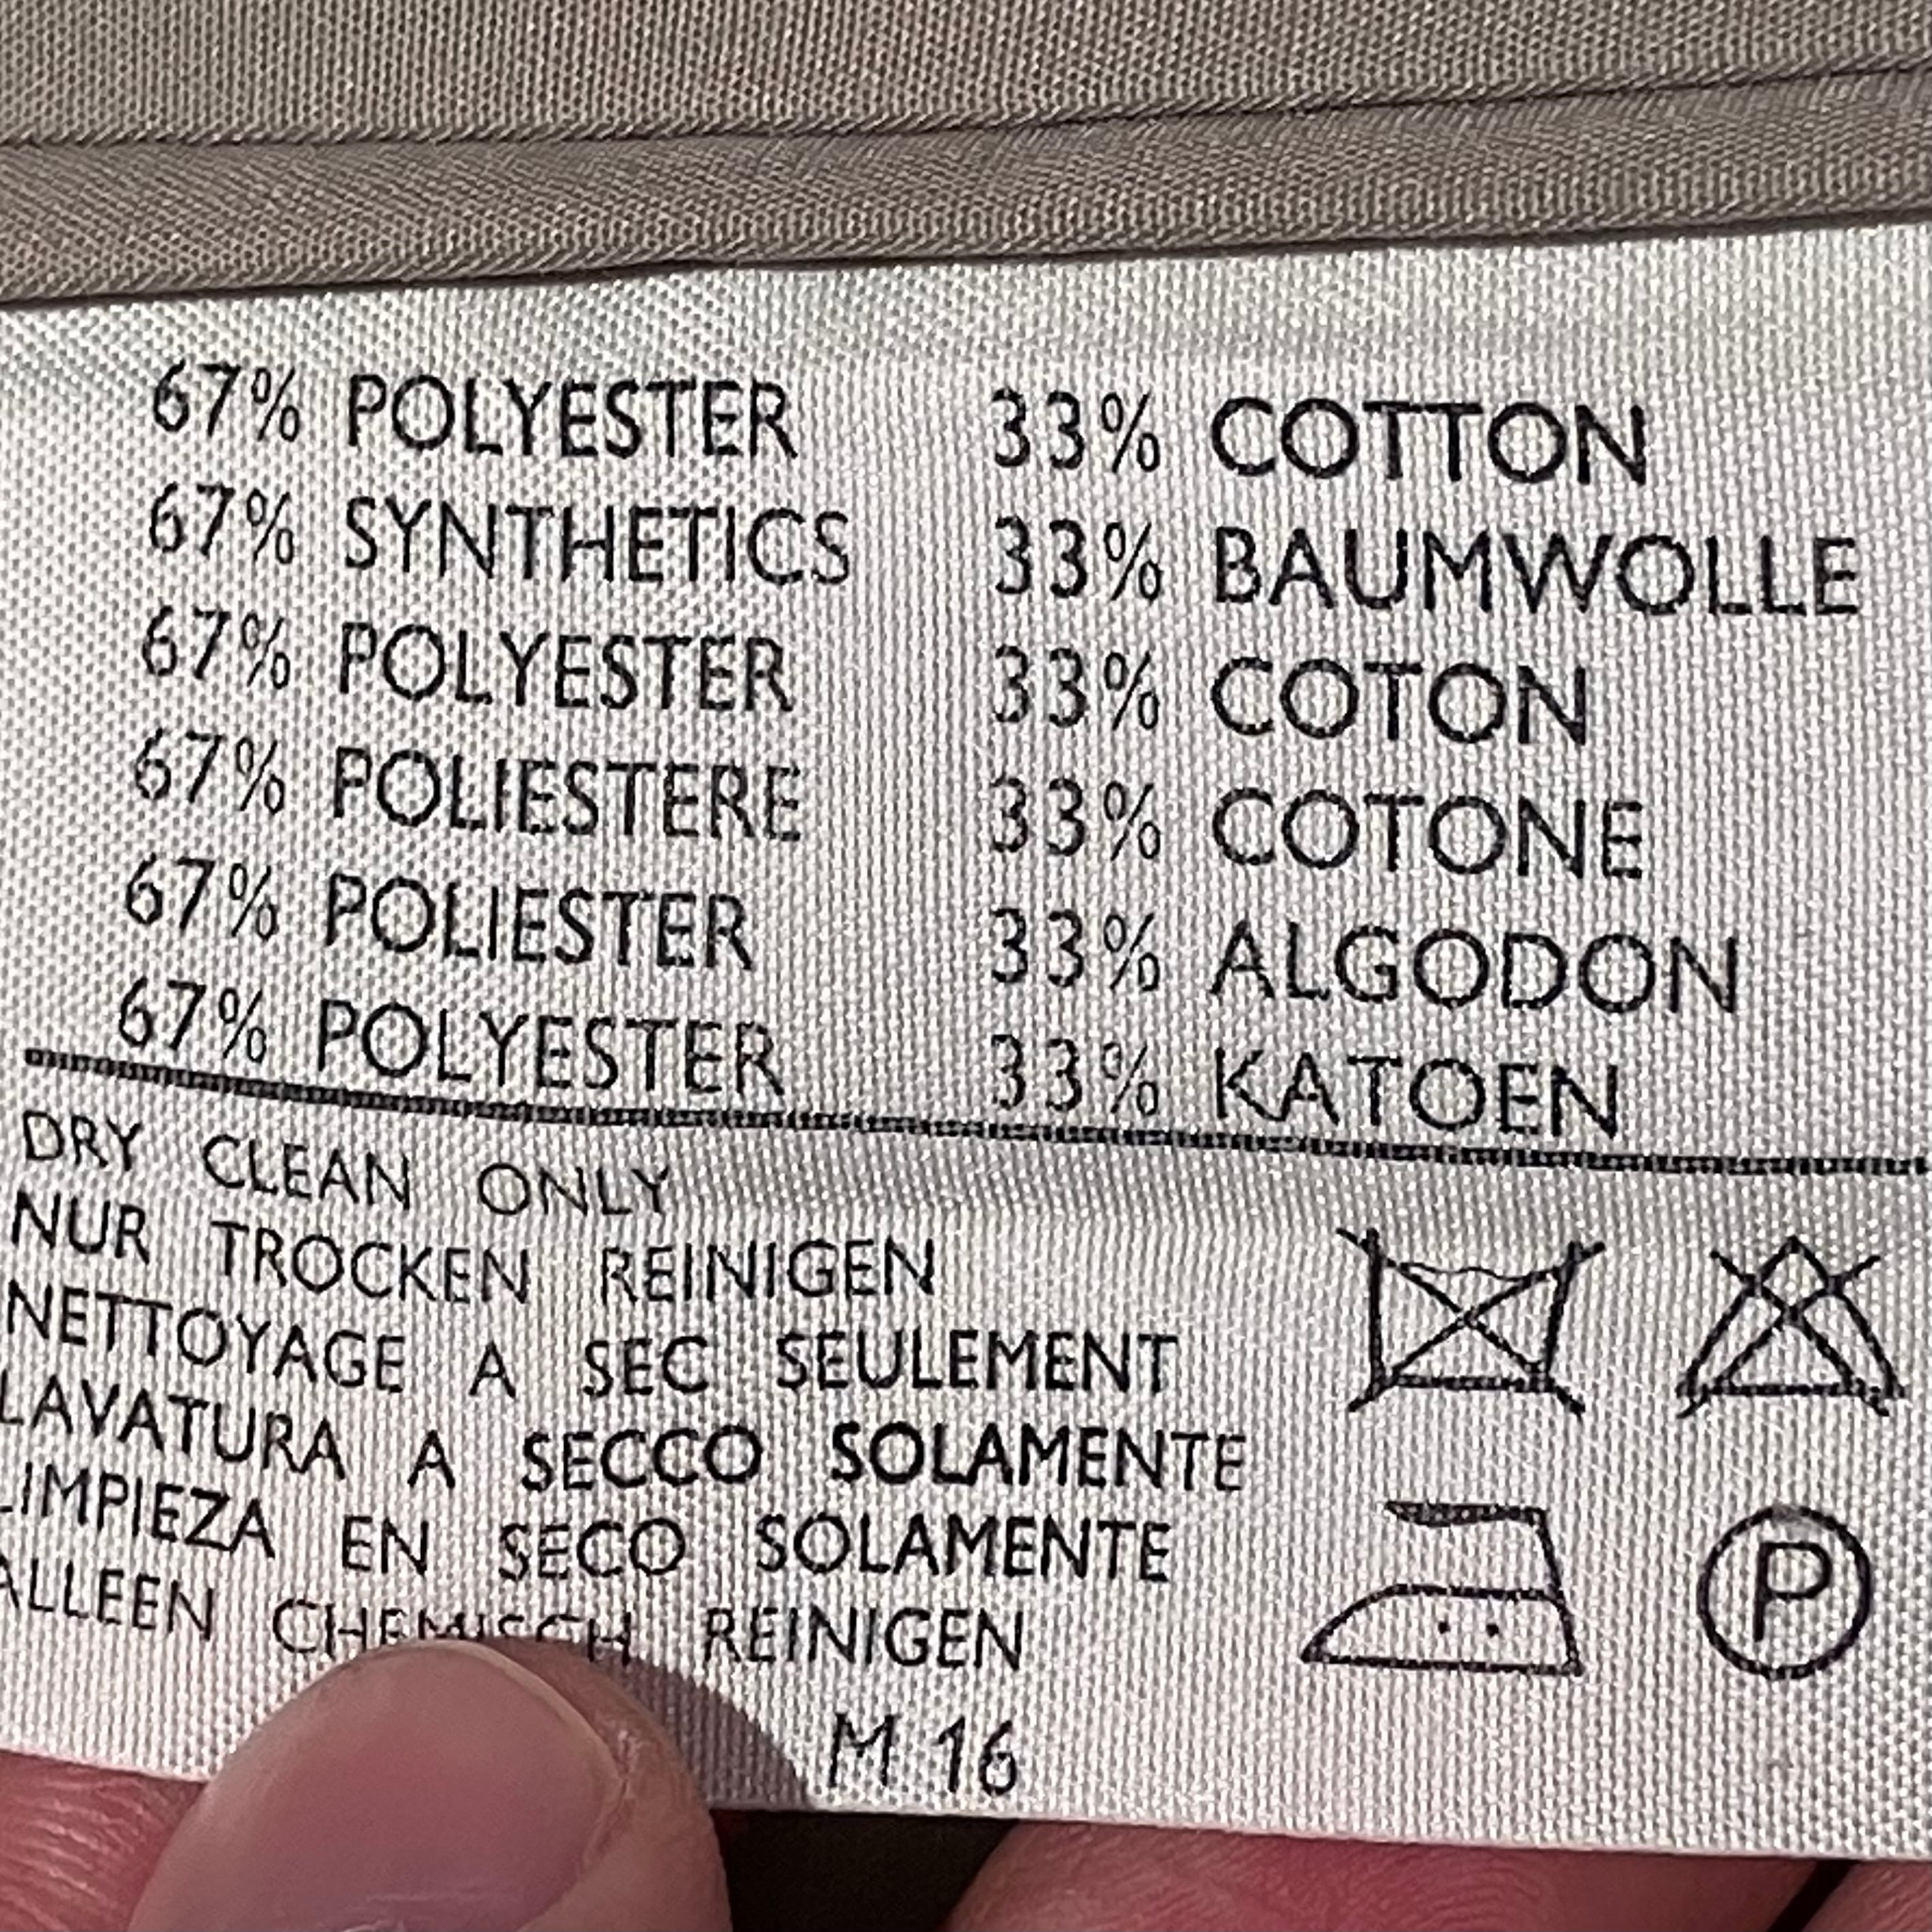 67% POLYESTER 33% COTTON
67% SYNTHETICS 33% BAUMWOLLE
67% POLYESTER 33% COTON
67% POLIESTERE 33% COTONE
67% POLIESTER 33% ALGODON
67% POLYESTER 33% KATOEN
DRY CLEAN ONLY
NUR TROCKEN REINIGEN
NETTOYAGE A SEC SEULEMENT
LAVATURA A SECCO SOLAMENTE
LIMPIEZA EN SECO SOLAMENTE
ALLEEN CHEMISCH REINIGEN
P
M 16